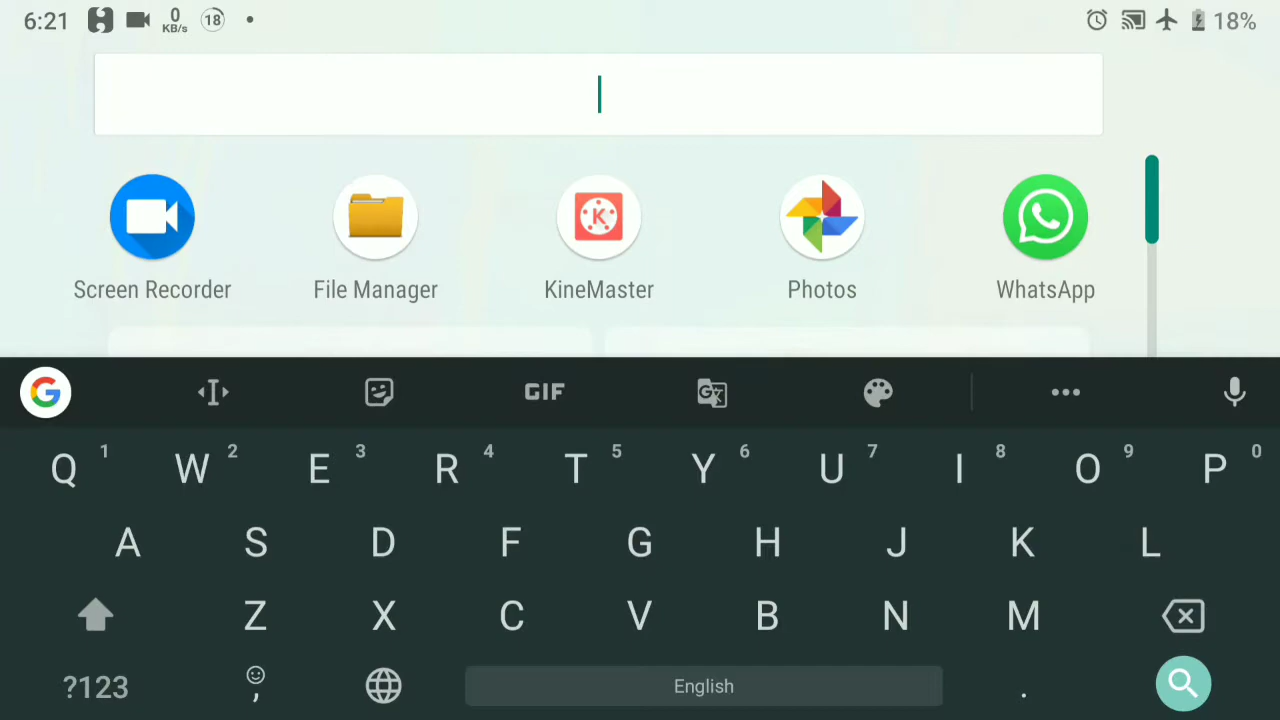 6:21 0 KB/s 18 18%
Screen Recorder File Manager KineMaster Photos WhatsApp
G GIF G
Q 1 W 2 E 3 R 4 T 5 Y 6 U 7 I 8 O 9 P 0
A S D F G H J K L
Z X C V B N M
?123 , English .